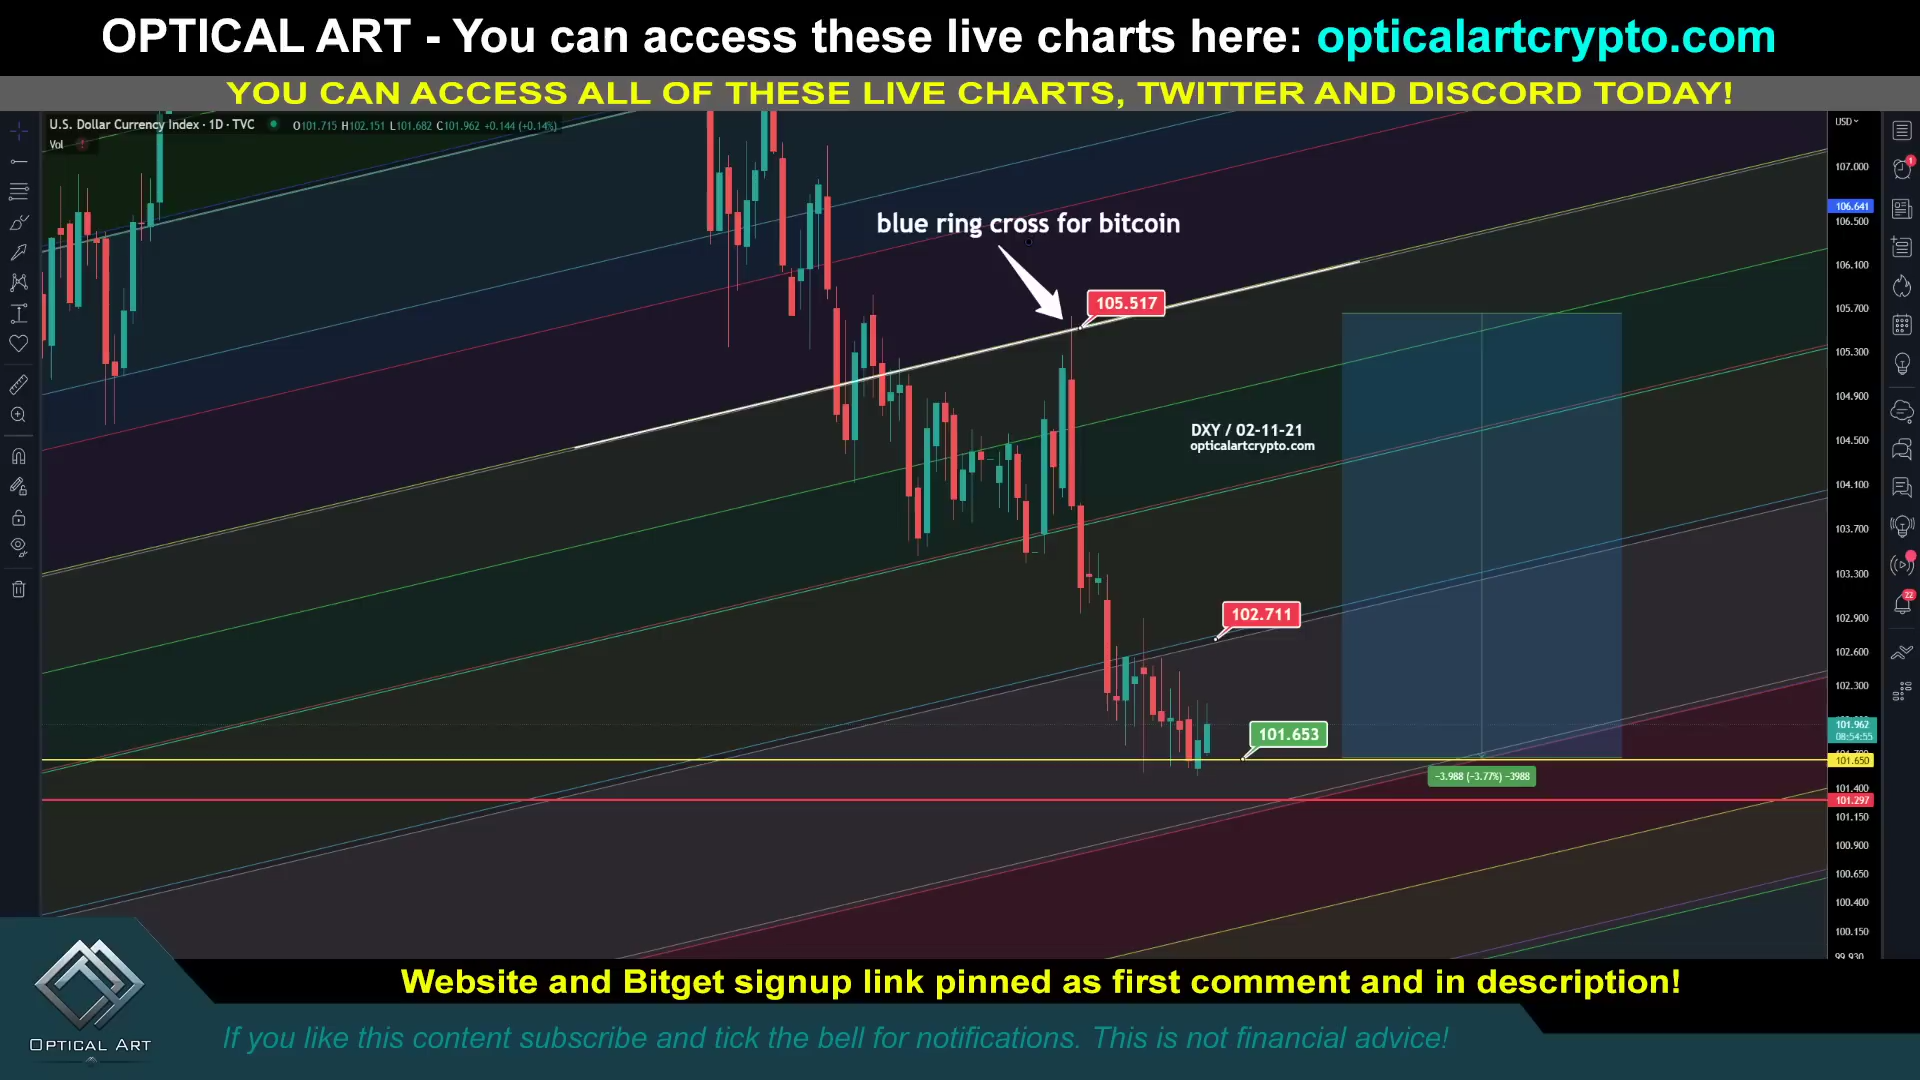 OPTICAL ART - You can access these live charts here: opticalartcrypto.com
YOU CAN ACCESS ALL OF THESE LIVE CHARTS, TWITTER AND DISCORD TODAY!
U.S. Dollar Currency Index · 1D · TVC O101.715 H102.151 L101.682 C101.962 +0.144 (+0.14%)
Vol
USD
107.000
106.641
106.500
106.100
105.700
105.300
104.900
104.500
104.100
103.700
103.300
102.900
102.600
102.300
101.962
08:54:55
101.650
101.400
101.297
101.150
100.900
100.650
100.400
100.150
99.930
1
22
blue ring cross for bitcoin
105.517
DXY / 02-11-21
opticalartcrypto.com
102.711
101.653
−3.988 (−3.77%) −3988
Website and Bitget signup link pinned as first comment and in description!
OPTICAL ART
If you like this content subscribe and tick the bell for notifications. This is not financial advice!